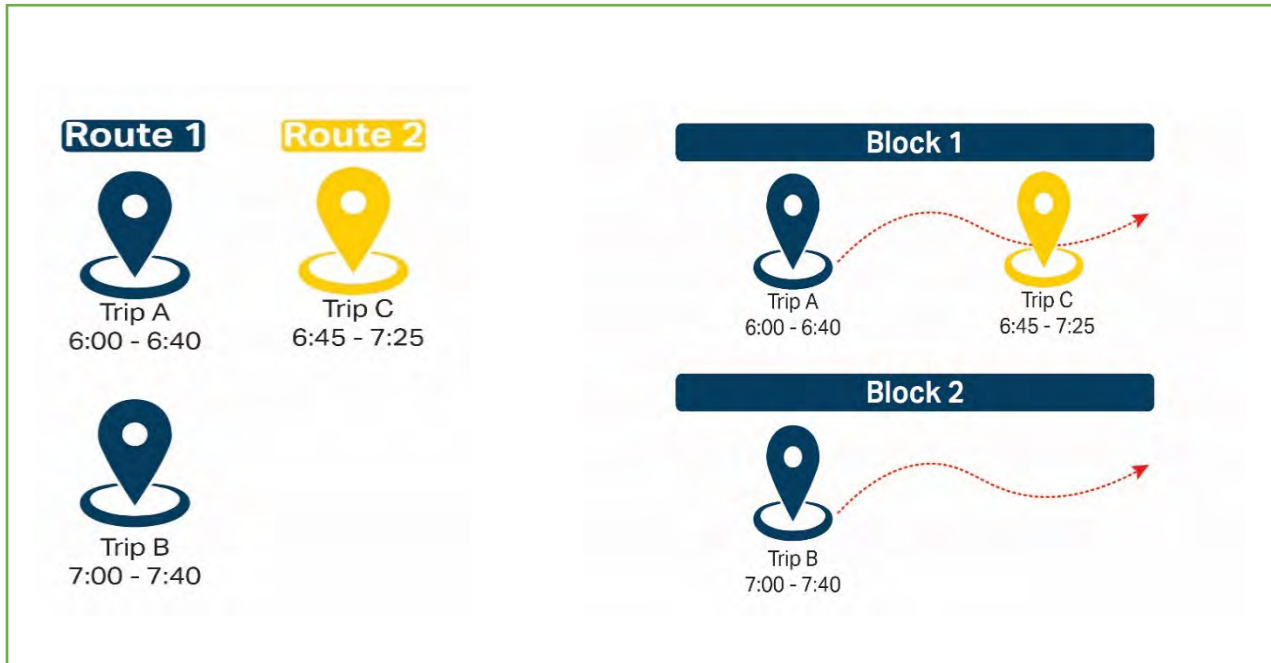 Route 1
Route 2
Trip A
6:00 - 6:40
Trip C
6:45 - 7:25
Trip B
7:00 - 7:40
Block 1
Trip A
6:00 - 6:40
Trip C
6:45 - 7:25
Block 2
Trip B
7:00 - 7:40